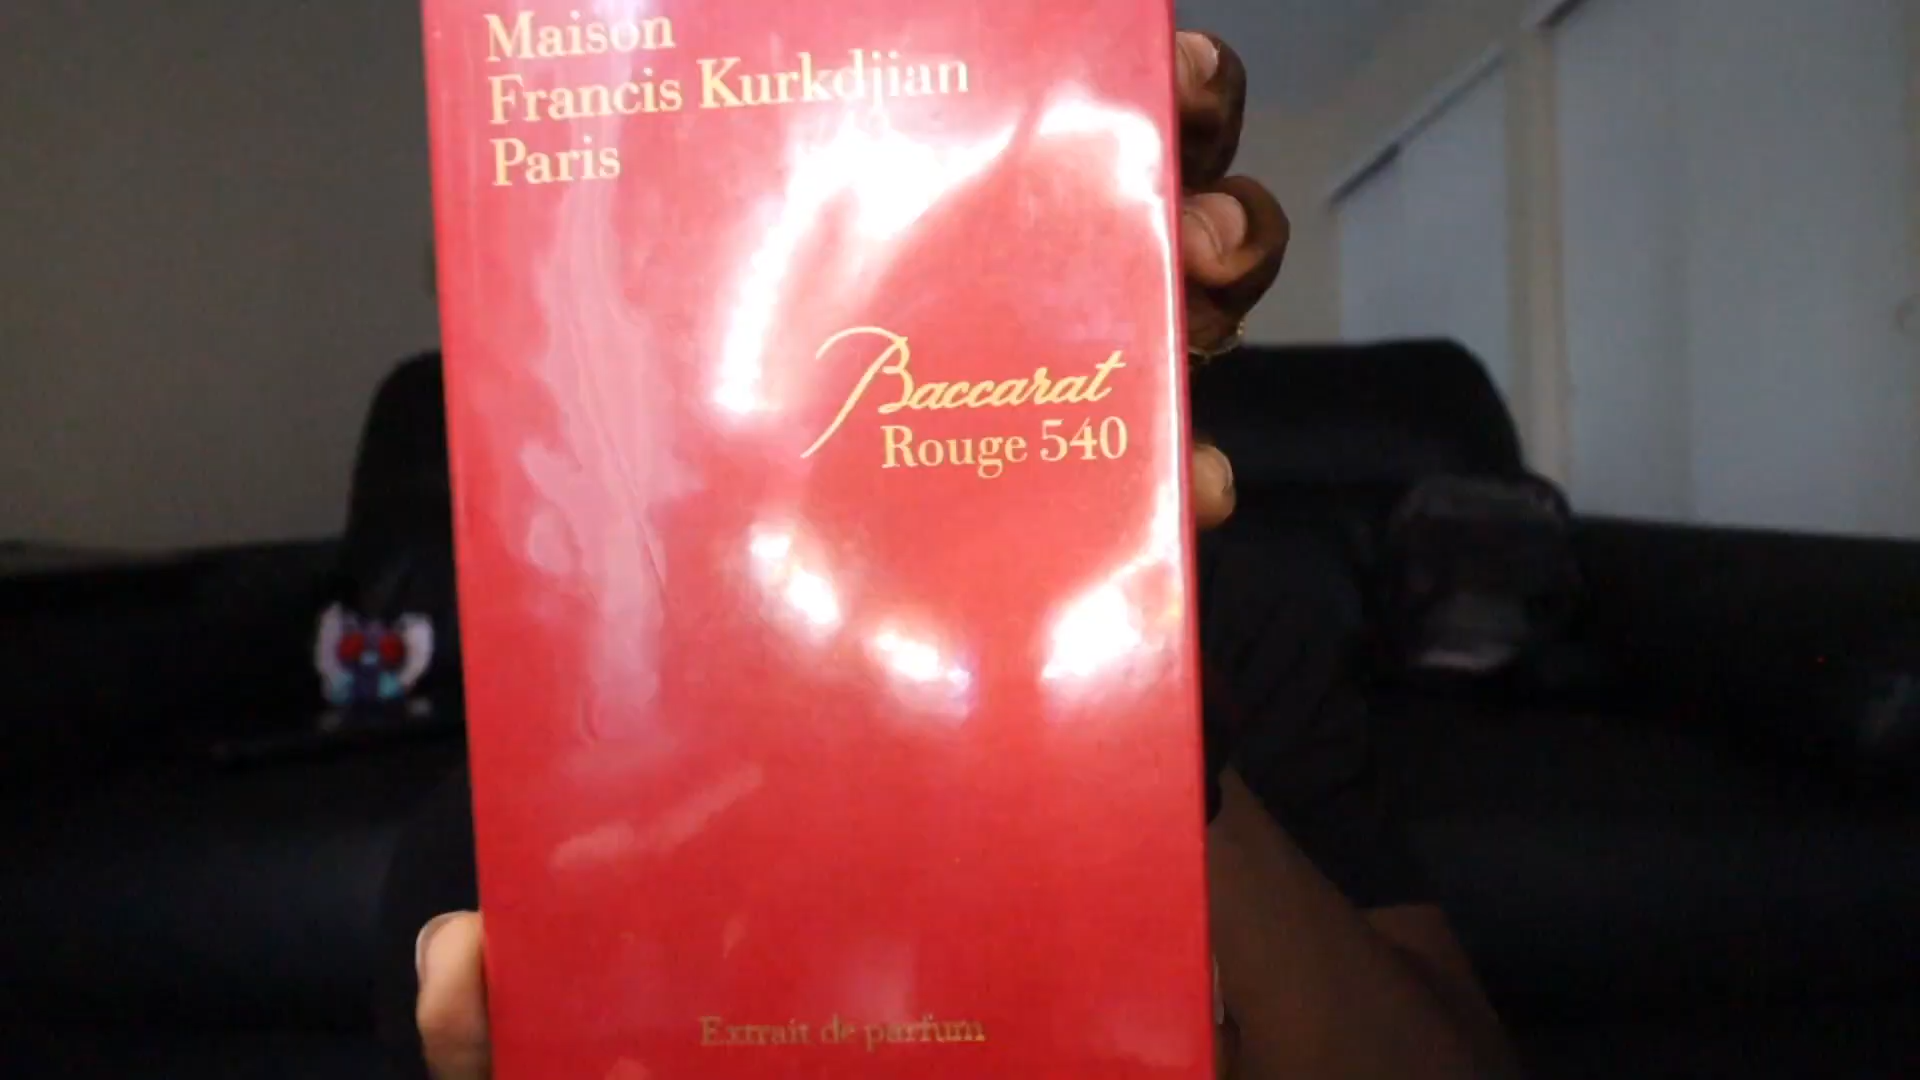 Maison
Francis Kurkdjian
Paris
Baccarat
Rouge 540
Extrait de parfum